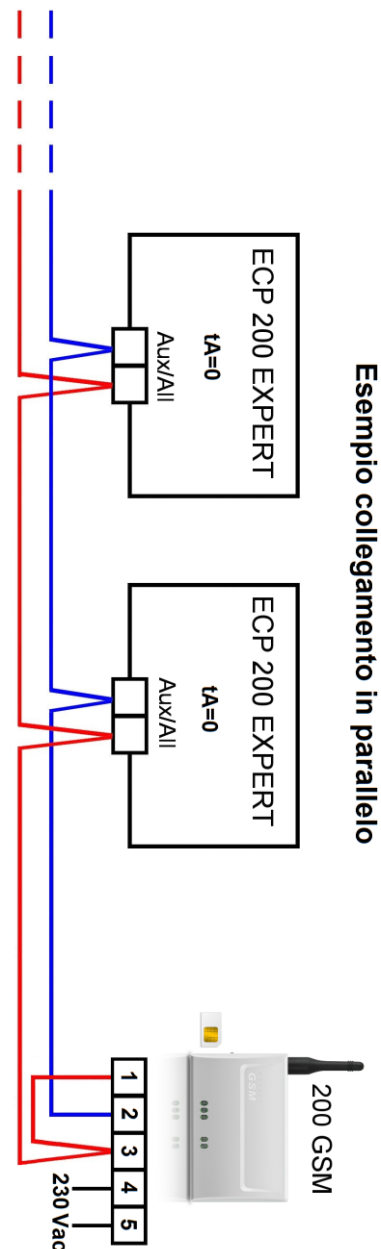 Esempio collegamento in parallelo
ECP 200 EXPERT
tA=0
Aux/All
ECP 200 EXPERT
tA=0
Aux/All
200 GSM
GSM
1 2 3 4 5
230 Vac